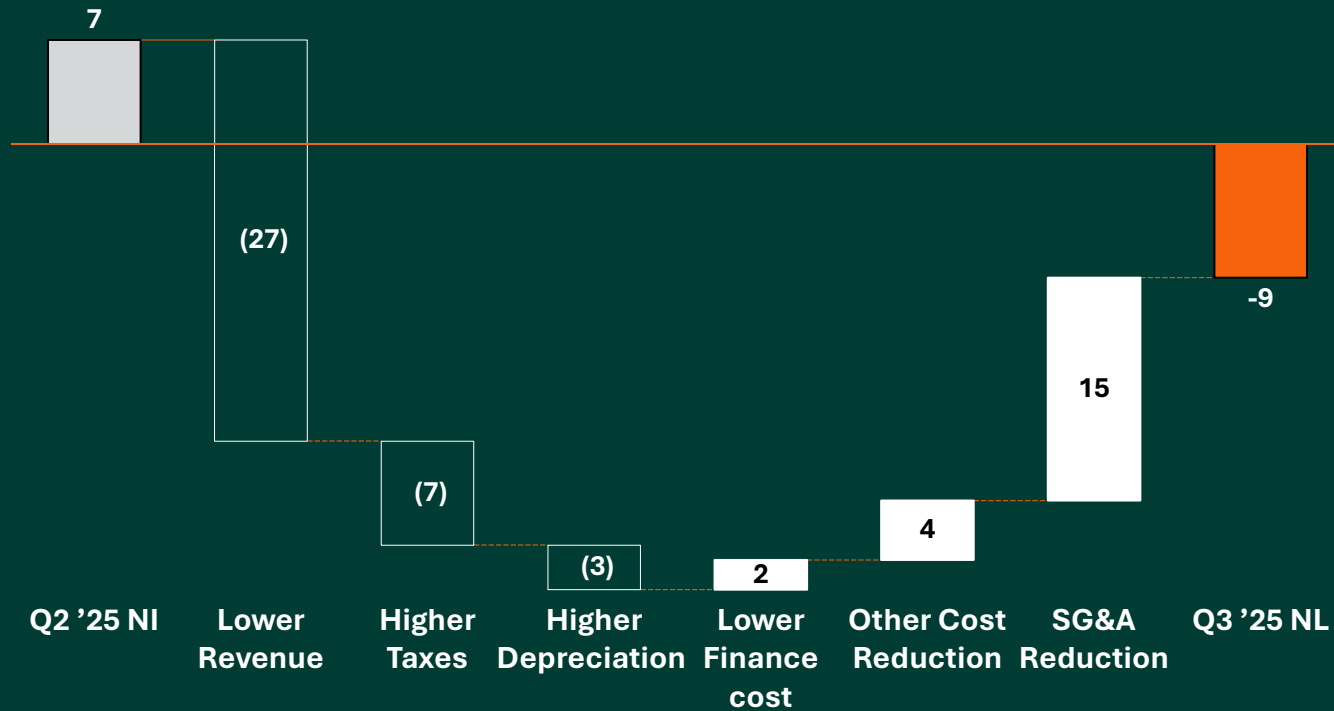 7
(27)
-9
15
(7)
4
(3)
2
Q2 ’25 NI
Lower
Revenue
Higher
Taxes
Higher
Depreciation
Lower
Finance
cost
Other Cost
Reduction
SG&A
Reduction
Q3 ’25 NL